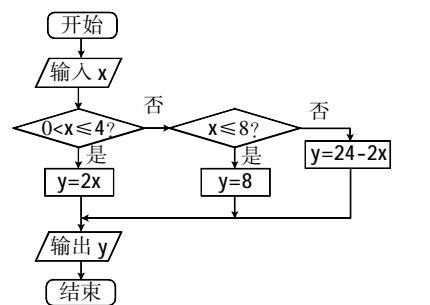 开始
输入 x
0<x≤4?
否
x≤8?
否
是
是
y=2x
y=8
y=24-2x
输出 y
结束